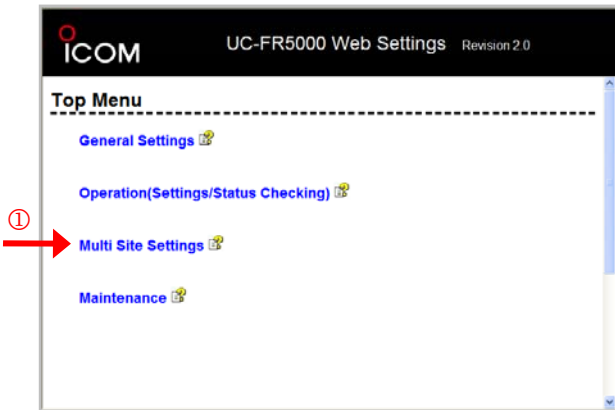 ICOM UC-FR5000 Web Settings Revision 2.0
Top Menu
General Settings
Operation(Settings/Status Checking)
① Multi Site Settings
Maintenance